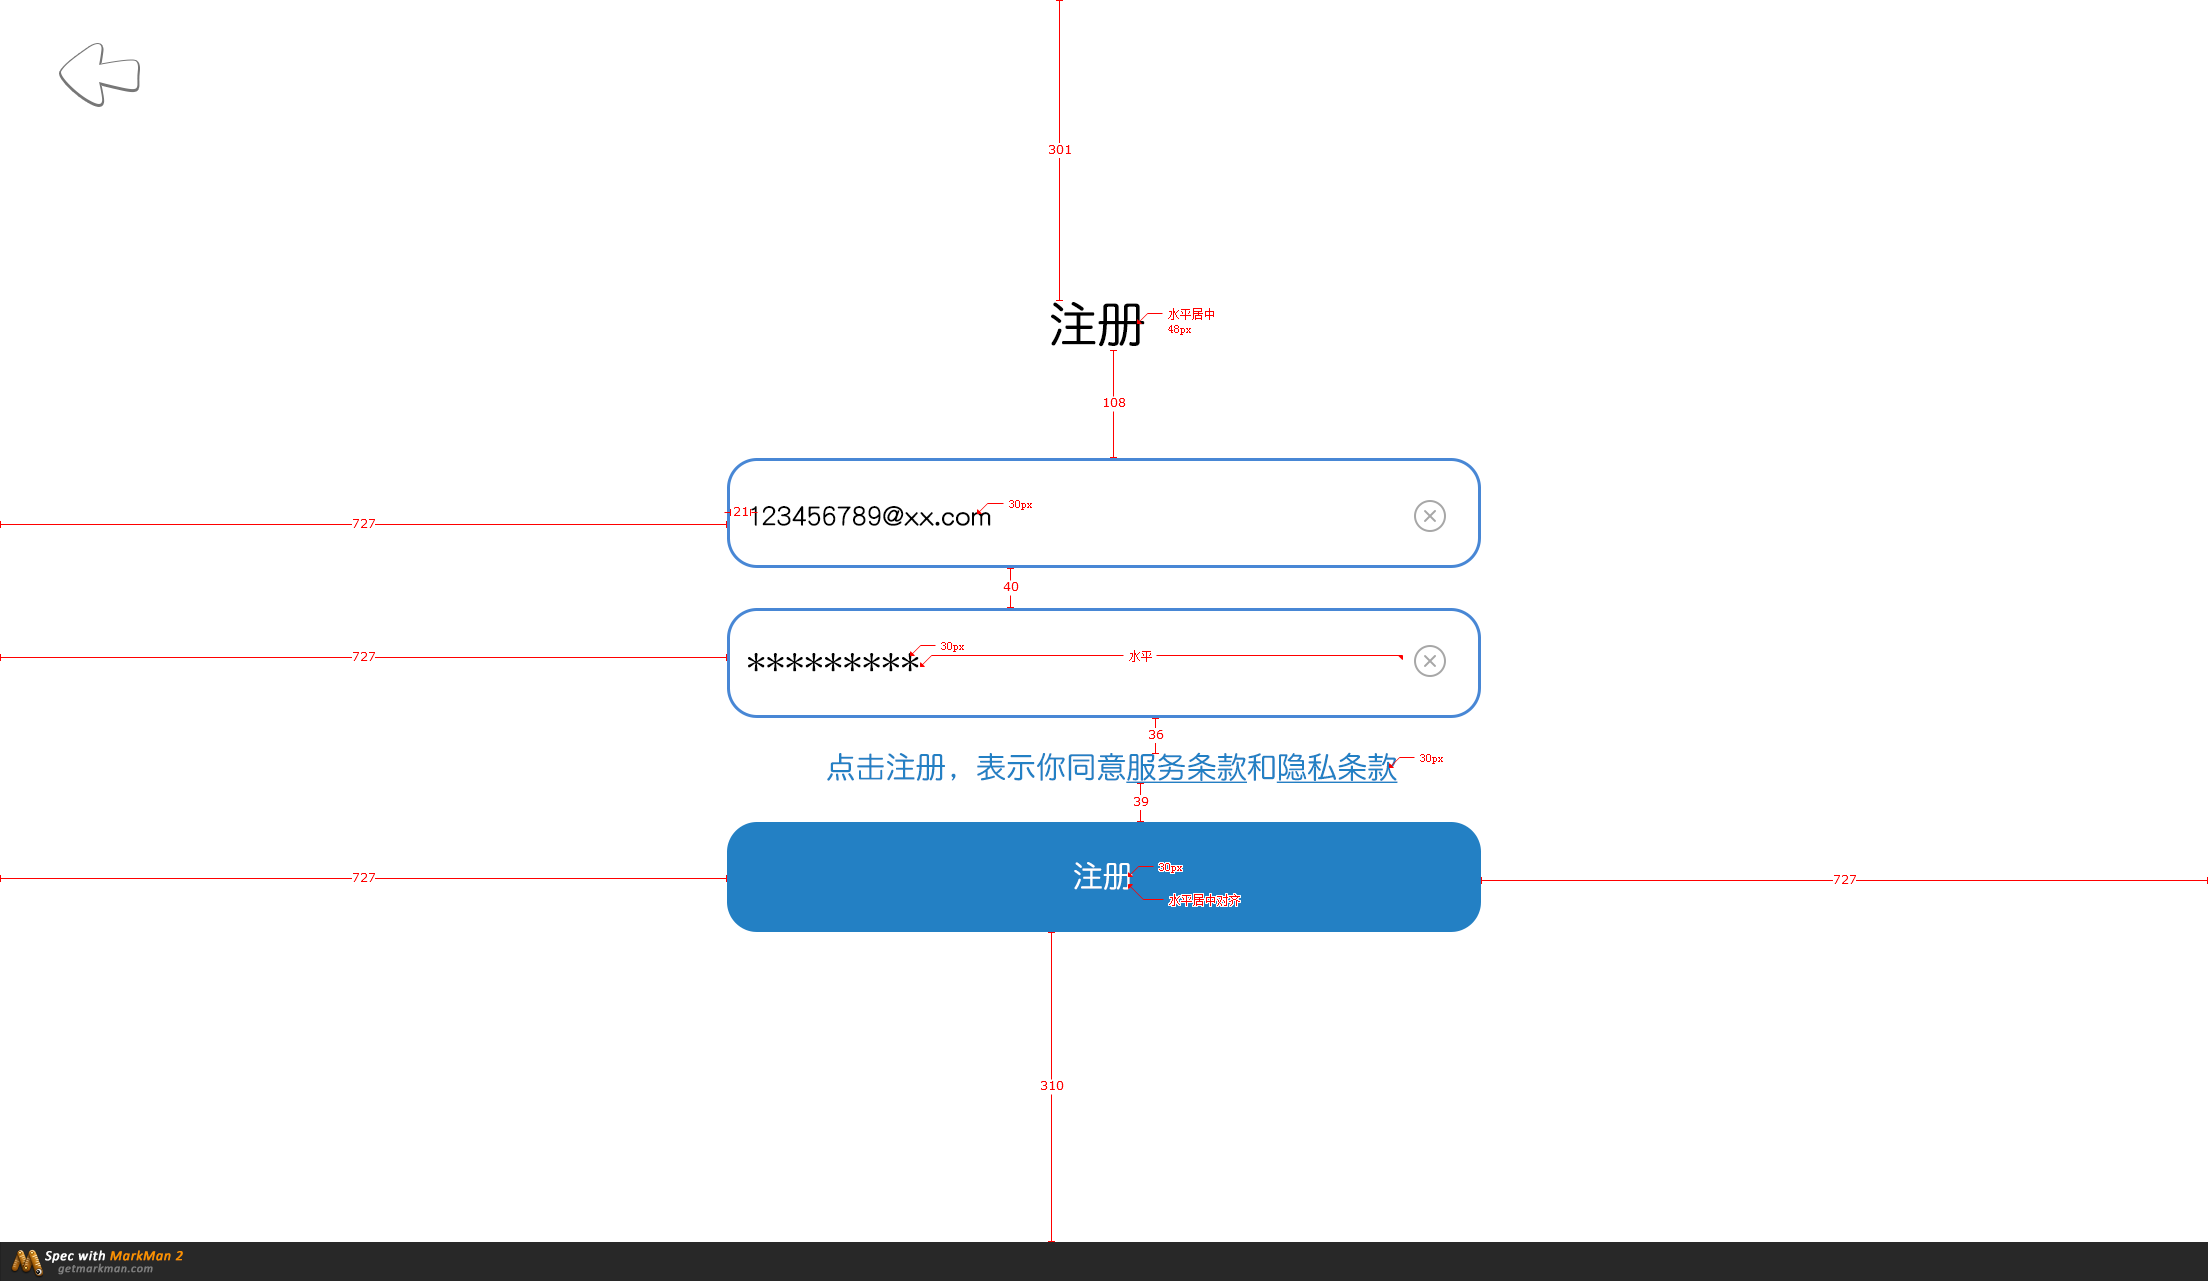 301
注册
水平居中
48px
108
727
21
123456789@xx.com
30px
40
727
*********
30px
水平
36
点击注册，表示你同意服务条款和隐私条款
30px
39
727
注册
30px
水平居中对齐
727
310
Spec with MarkMan 2
getmarkman.com